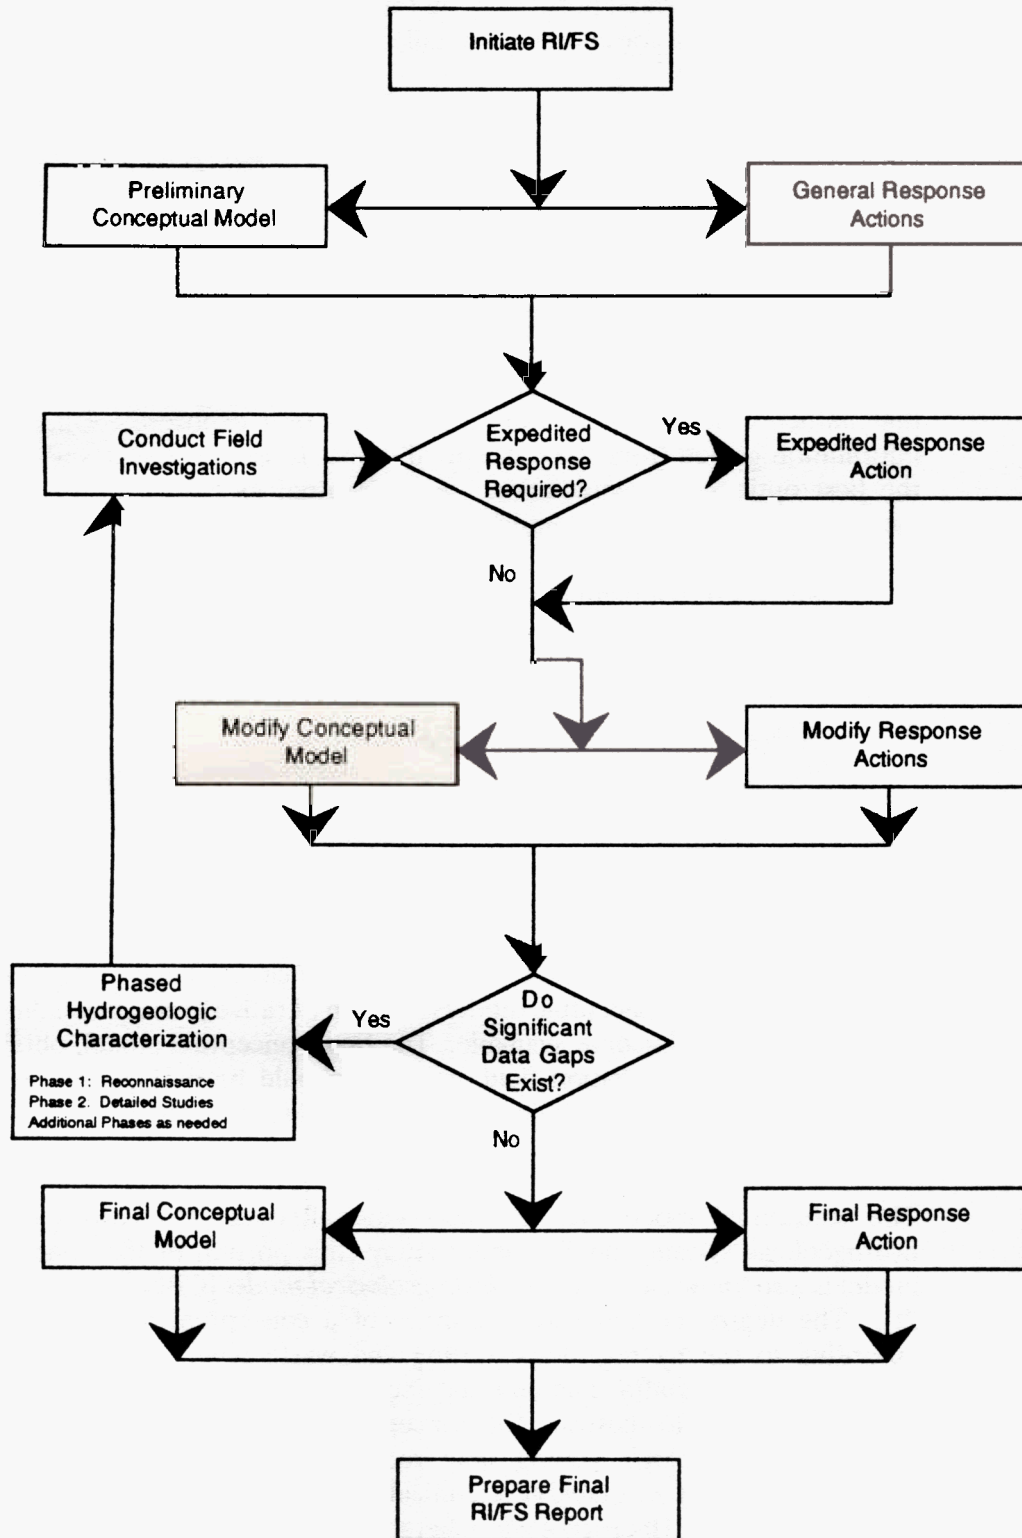 Initiate RI/FS
Preliminary
Conceptual Model
General Response
Actions
Conduct Field
Investigations
Expedited
Response
Required?
Yes
Expedited Response
Action
No
Modify Conceptual
Model
Modify Response
Actions
Phased
Hydrogeologic
Characterization
Phase 1: Reconnaissance
Phase 2. Detailed Studies
Additional Phases as needed
Yes
Do
Significant
Data Gaps
Exist?
No
Final Conceptual
Model
Final Response
Action
Prepare Final
RI/FS Report